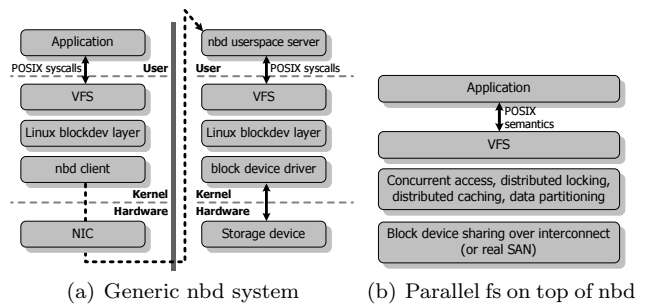 Application
POSIX syscalls
User
VFS
Linux blockdev layer
nbd client
Kernel
Hardware
NIC
nbd userspace server
User
POSIX syscalls
VFS
Linux blockdev layer
block device driver
Kernel
Hardware
Storage device
(a) Generic nbd system
Application
POSIX
semantics
VFS
Concurrent access, distributed locking,
distributed caching, data partitioning
Block device sharing over interconnect
(or real SAN)
(b) Parallel fs on top of nbd